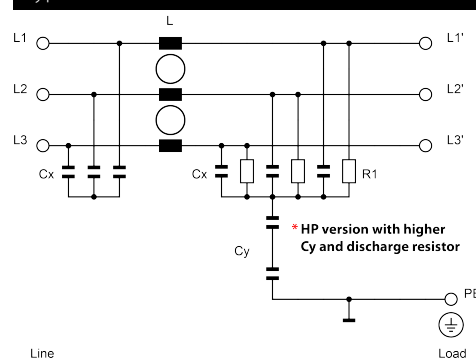 L
L1 L1'
L2 L2'
L3 L3'
Cx Cx R1
* HP version with higher
Cy and discharge resistor
Cy
PE
Line Load